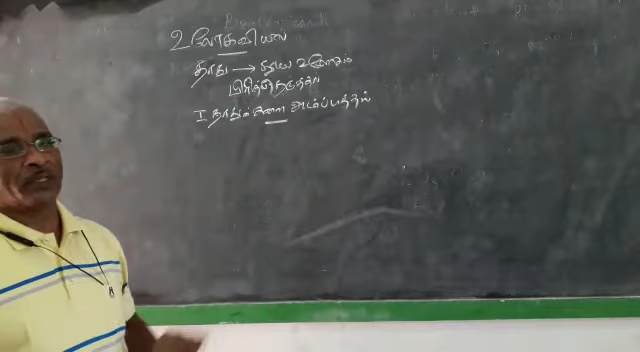 உலோகவியல்
தாது → தூய உலோகம்
பிரித்தெடுத்தல்
I தாதுக்களை அடர்ப்பித்தல்